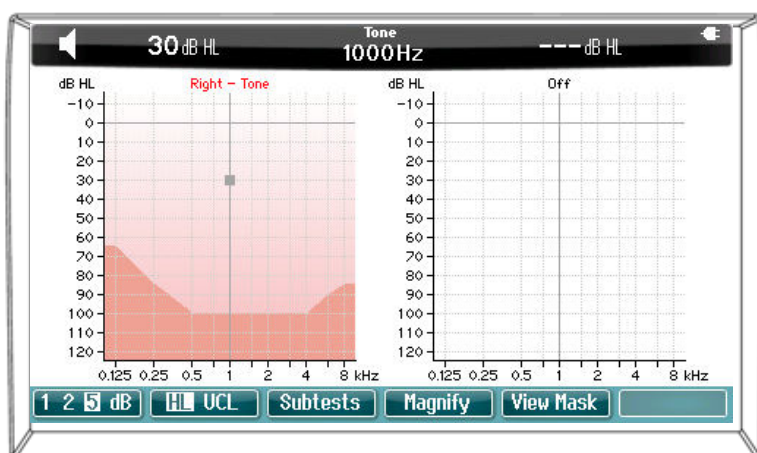 Tone
30 dB HL 1000Hz --- dB HL
dB HL Right - Tone dB HL Off
-10 -10
0 0
10 10
20 20
30 30
40 40
50 50
60 60
70 70
80 80
90 90
100 100
110 110
120 120
0.125 0.25 0.5 1 2 4 8 kHz 0.125 0.25 0.5 1 2 4 8 kHz
1 2 5 dB HL UCL Subtests Magnify View Mask